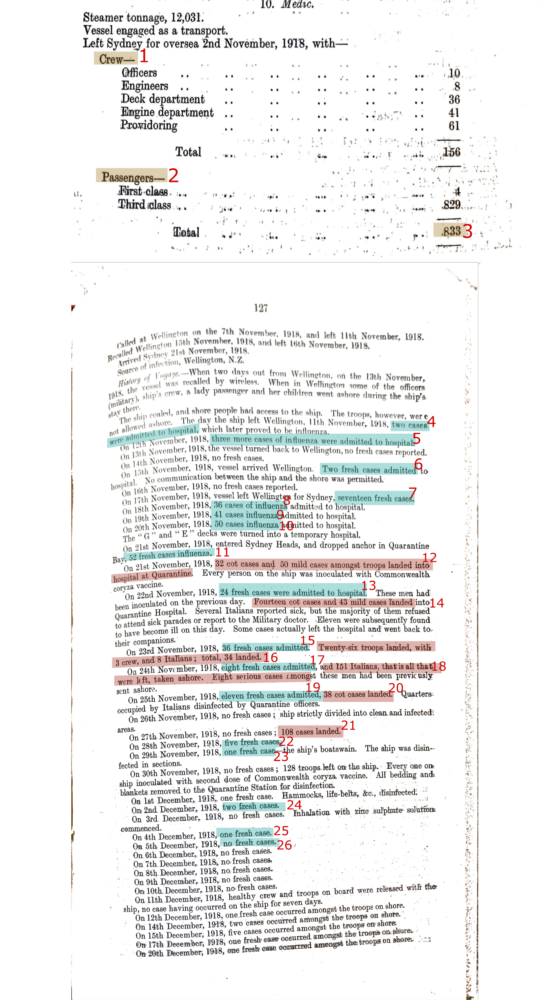 10. Medic.
Steamer tonnage, 12,031.
Vessel engaged as a transport.
Left Sydney for oversea 2nd November, 1918, with—
Crew— 1
Officers .. .. .. .. .. .. 10
Engineers .. .. .. .. .. .. 8
Deck department .. .. .. .. .. 36
Engine department .. .. .. .. .. 41
Providoring .. .. .. .. .. 61
Total .. .. .. .. .. 156
Passengers— 2
First class .. .. .. .. .. .. 4
Third class .. .. .. .. .. .. 829
Total .. .. .. .. .. 833 3
127
Called at Wellington on the 7th November, 1918, and left 11th November, 1918.
Recalled Wellington 15th November, 1918, and left 16th November, 1918.
Arrived Sydney 21st November, 1918.
Source of infection, Wellington, N.Z.
History of Voyage.—When two days out from Wellington, on the 13th November,
1918, the vessel was recalled by wireless. When in Wellington some of the officers
(military), ship's crew, a lady passenger and her children went ashore during the ship's
stay there.
The ship coaled, and shore people had access to the ship. The troops, however, were
not allowed ashore. The day the ship left Wellington, 11th November, 1918, two cases 4
were admitted to hospital, which later proved to be influenza.
On 12th November, 1918, three more cases of influenza were admitted to hospital. 5
On 13th November, 1918, the vessel turned back to Wellington, no fresh cases reported.
On 14th November, 1918, no fresh cases.
On 15th November, 1918, vessel arrived Wellington. Two fresh cases admitted 6 to
hospital. No communication between the ship and the shore was permitted.
On 16th November, 1918, no fresh cases reported.
On 17th November, 1918, vessel left Wellington for Sydney, seventeen fresh cases. 7
On 18th November, 1918, 36 cases of influenza 8 admitted to hospital.
On 19th November, 1918, 41 cases influenza 9 admitted to hospital.
On 20th November, 1918, 50 cases influenza 10 admitted to hospital.
The "G" and "E" decks were turned into a temporary hospital.
On 21st November, 1918, entered Sydney Heads, and dropped anchor in Quarantine
Bay, 52 fresh cases influenza. 11
On 21st November, 1918, 32 cot cases and 50 mild cases amongst troops landed into 12
hospital at Quarantine. Every person on the ship was inoculated with Commonwealth
coryza vaccine.
On 22nd November, 1918, 24 fresh cases were admitted to hospital. 13 These men had
been inoculated on the previous day. Fourteen cot cases and 43 mild cases landed into 14
Quarantine Hospital. Several Italians reported sick, but the majority of them refused
to attend sick parades or report to the Military doctor. Eleven were subsequently found
to have become ill on this day. Some cases actually left the hospital and went back to
their companions.
On 23rd November, 1918, 36 fresh cases admitted. 15 Twenty-six troops landed, with
3 crew, and 8 Italians; total, 34 landed. 16
On 24th November, 1918, eight fresh cases admitted, 17 and 151 Italians, that is all that 18
were left, taken ashore. Eight serious cases amongst these men had been previously
sent ashore.
On 25th November, 1918, eleven fresh cases admitted, 19 38 cot cases landed. 20 Quarters
occupied by Italians disinfected by Quarantine officers.
On 26th November, 1918, no fresh cases; ship strictly divided into clean and infected
areas.
On 27th November, 1918, no fresh cases; 108 cases landed. 21
On 28th November, 1918, five fresh cases. 22
On 29th November, 1918, one fresh case 23—the ship's boatswain. The ship was disin-
fected in sections.
On 30th November, 1918, no fresh cases; 128 troops left on the ship. Every one on
ship inoculated with second dose of Commonwealth coryza vaccine. All bedding and
blankets removed to the Quarantine Station for disinfection.
On 1st December, 1918, one fresh case. Hammocks, life-belts, &c., disinfected.
On 2nd December, 1918, two fresh cases. 24
On 3rd December, 1918, no fresh cases. Inhalation with zinc sulphate solution
commenced.
On 4th December, 1918, one fresh case. 25
On 5th December, 1918, no fresh cases. 26
On 6th December, 1918, no fresh cases.
On 7th December, 1918, no fresh cases.
On 8th December, 1918, no fresh cases.
On 9th December, 1918, no fresh cases.
On 10th December, 1918, no fresh cases.
On 11th December, 1918, healthy crew and troops on board were released with the
ship, no case having occurred on the ship for seven days.
On 12th December, 1918, one fresh case occurred amongst the troops on shore.
On 14th December, 1918, two cases occurred amongst the troops on shore.
On 15th December, 1918, five cases occurred amongst the troops on shore.
On 17th December, 1918, one fresh case occurred amongst the troops on shore.
On 20th December, 1918, one fresh case occurred amongst the troops on shore.